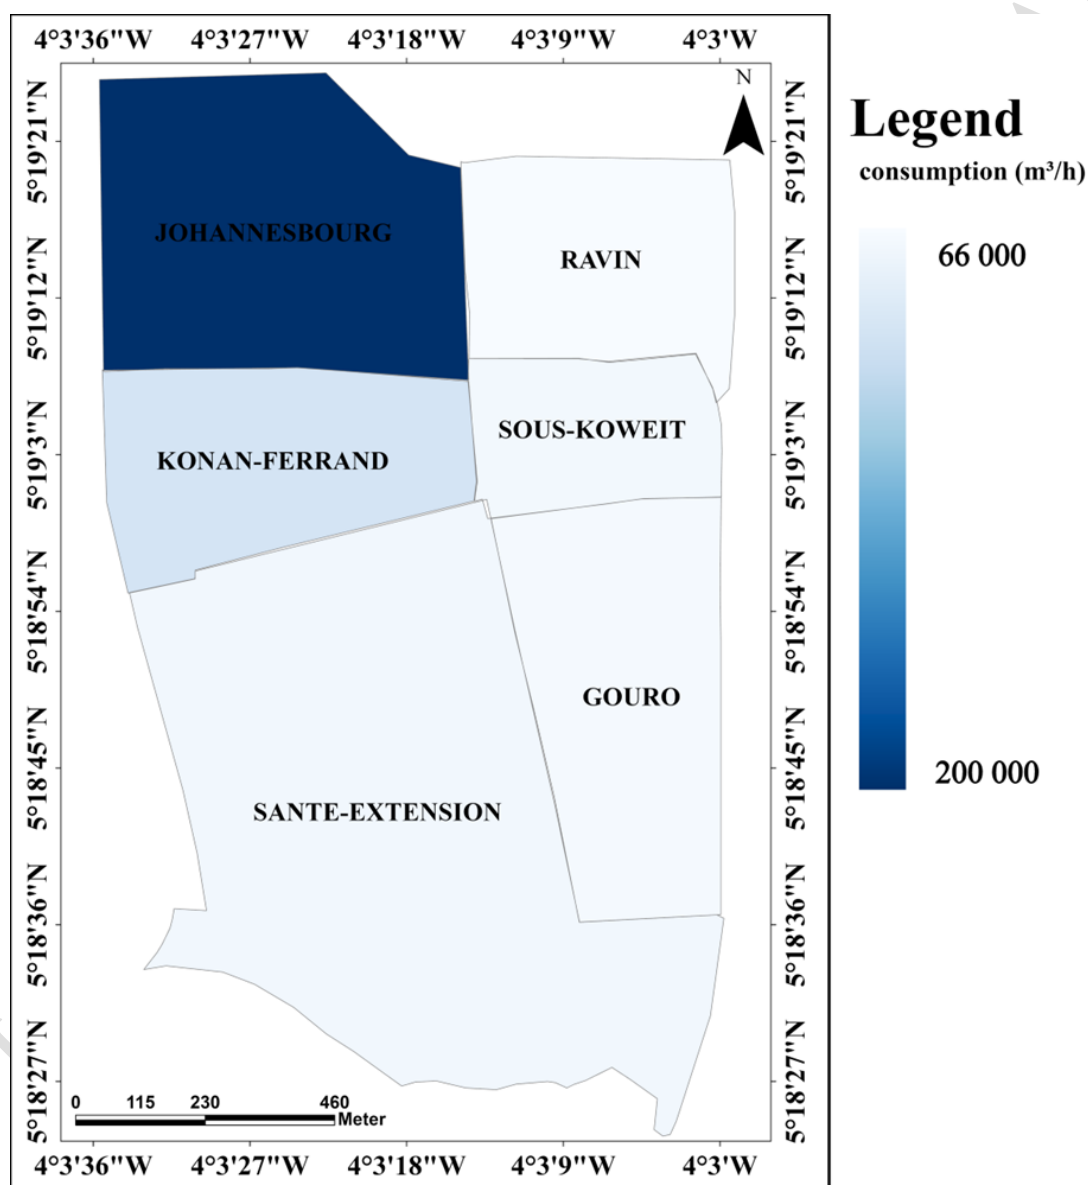 4°3'36"W 4°3'27"W 4°3'18"W 4°3'9"W 4°3'W
N
5°19'21"N 5°19'21"N
JOHANNESBOURG
RAVIN
5°19'12"N 5°19'12"N
SOUS-KOWEIT
KONAN-FERRAND
5°19'3"N 5°19'3"N
5°18'54"N 5°18'54"N
GOURO
5°18'45"N 5°18'45"N
SANTE-EXTENSION
5°18'36"N 5°18'36"N
5°18'27"N 5°18'27"N
0 115 230 460
Meter
4°3'36"W 4°3'27"W 4°3'18"W 4°3'9"W 4°3'W
Legend
consumption (m³/h)
66 000
200 000